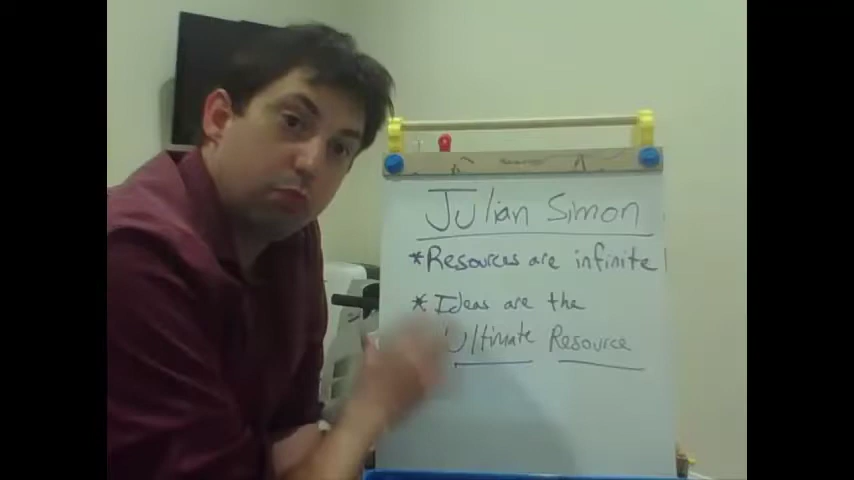 Julian Simon
*Resources are infinite!
*Ideas are the
Ultimate Resource